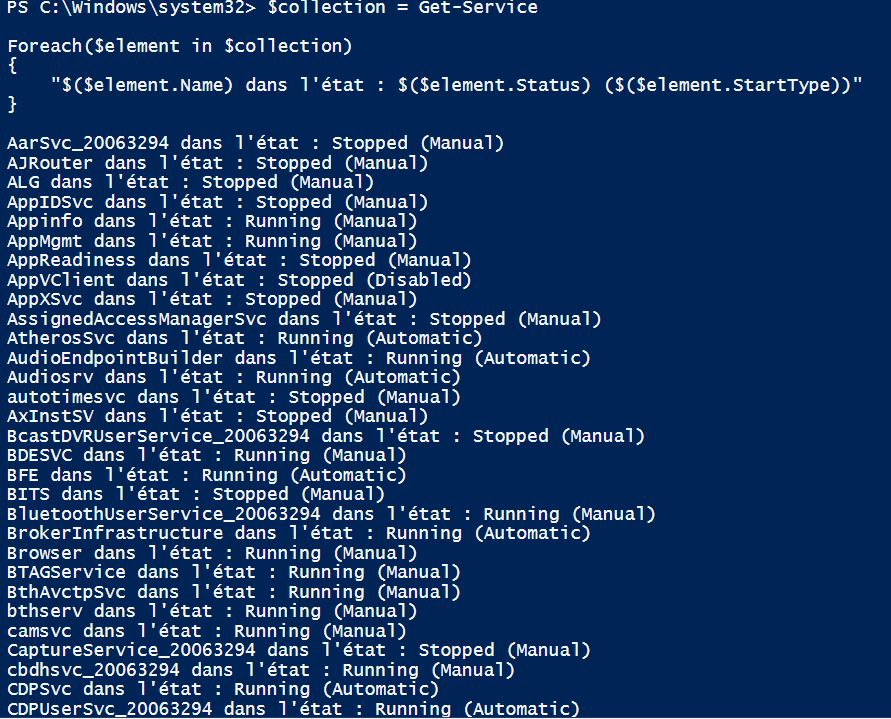 PS C:\Windows\system32> $collection = Get-Service
Foreach($element in $collection)
{
"$($element.Name) dans l'état : $($element.Status) ($($element.StartType))"
}
AarSvc_20063294 dans l'état : Stopped (Manual)
AJRouter dans l'état : Stopped (Manual)
ALG dans l'état : Stopped (Manual)
AppIDSvc dans l'état : Stopped (Manual)
Appinfo dans l'état : Running (Manual)
AppMgmt dans l'état : Running (Manual)
AppReadiness dans l'état : Stopped (Manual)
AppVClient dans l'état : Stopped (Disabled)
AppXSvc dans l'état : Stopped (Manual)
AssignedAccessManagerSvc dans l'état : Stopped (Manual)
AtherosSvc dans l'état : Running (Automatic)
AudioEndpointBuilder dans l'état : Running (Automatic)
Audiosrv dans l'état : Running (Automatic)
autotimesvc dans l'état : Stopped (Manual)
AxInstSV dans l'état : Stopped (Manual)
BcastDVRUserService_20063294 dans l'état : Stopped (Manual)
BDESVC dans l'état : Running (Manual)
BFE dans l'état : Running (Automatic)
BITS dans l'état : Stopped (Manual)
BluetoothUserService_20063294 dans l'état : Running (Manual)
BrokerInfrastructure dans l'état : Running (Automatic)
Browser dans l'état : Running (Manual)
BTAGService dans l'état : Running (Manual)
BthAvctpSvc dans l'état : Running (Manual)
bthserv dans l'état : Running (Manual)
camsvc dans l'état : Running (Manual)
CaptureService_20063294 dans l'état : Stopped (Manual)
cbdhsvc_20063294 dans l'état : Running (Manual)
CDPSvc dans l'état : Running (Automatic)
CDPUserSvc_20063294 dans l'état : Running (Automatic)